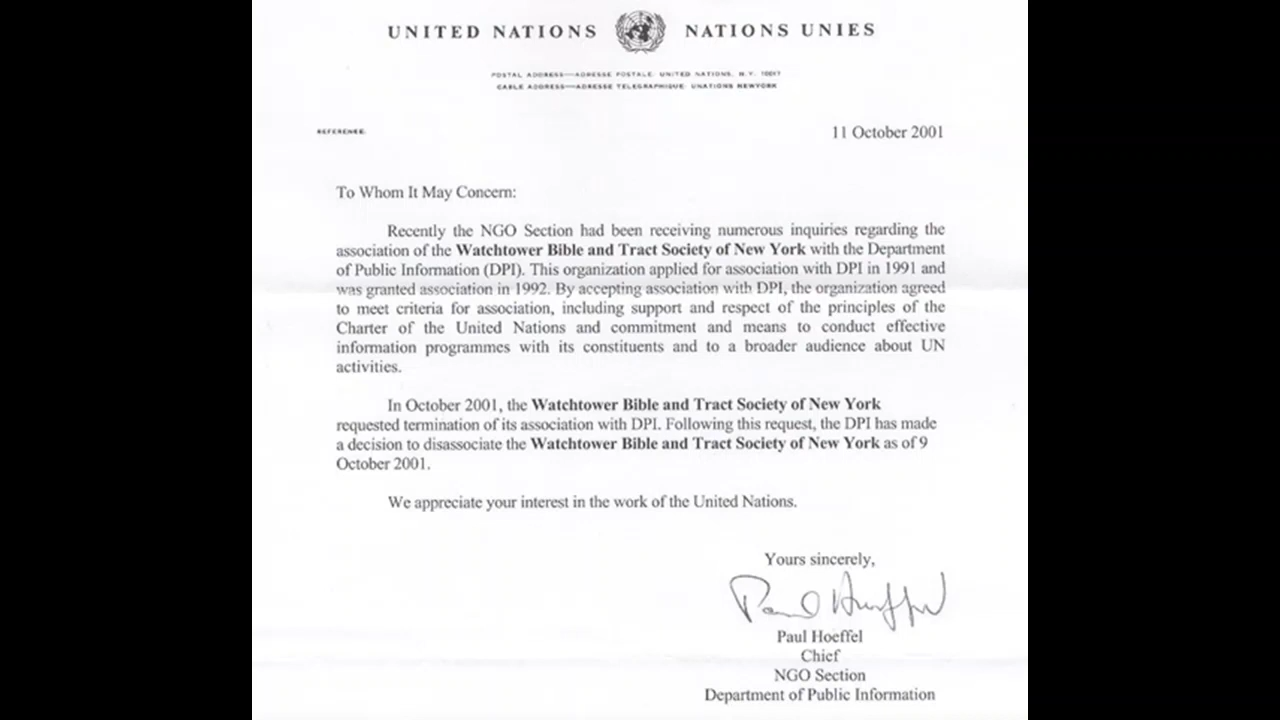 UNITED NATIONS NATIONS UNIES
POSTAL ADDRESS—ADRESSE POSTALE: UNITED NATIONS, N.Y. 10017
CABLE ADDRESS—ADRESSE TELEGRAPHIQUE: UNATIONS NEWYORK
REFERENCE:
11 October 2001
To Whom It May Concern:
Recently the NGO Section had been receiving numerous inquiries regarding the
association of the Watchtower Bible and Tract Society of New York with the Department
of Public Information (DPI). This organization applied for association with DPI in 1991 and
was granted association in 1992. By accepting association with DPI, the organization agreed
to meet criteria for association, including support and respect of the principles of the
Charter of the United Nations and commitment and means to conduct effective
information programmes with its constituents and to a broader audience about UN
activities.
In October 2001, the Watchtower Bible and Tract Society of New York
requested termination of its association with DPI. Following this request, the DPI has made
a decision to disassociate the Watchtower Bible and Tract Society of New York as of 9
October 2001.
We appreciate your interest in the work of the United Nations.
Yours sincerely,
Paul Hoeffel
Paul Hoeffel
Chief
NGO Section
Department of Public Information